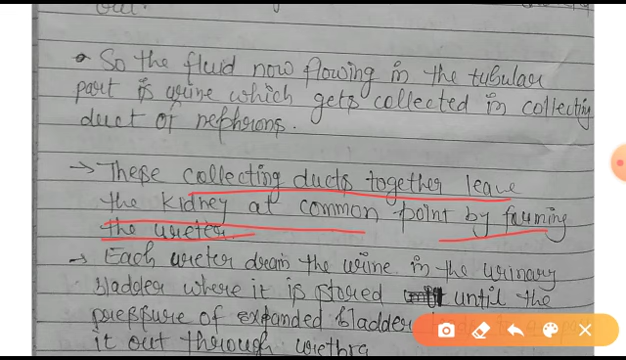 So the fluid now flowing in the tubular
part is urine which gets collected in collecting
duct of nephrons.
→ These collecting ducts together leave
the kidney at common point by farming
the ureter
→ Each ureter drain the urine in the urinary
bladder where it is stored until the
pressure of expanded bladder
it out through urethra